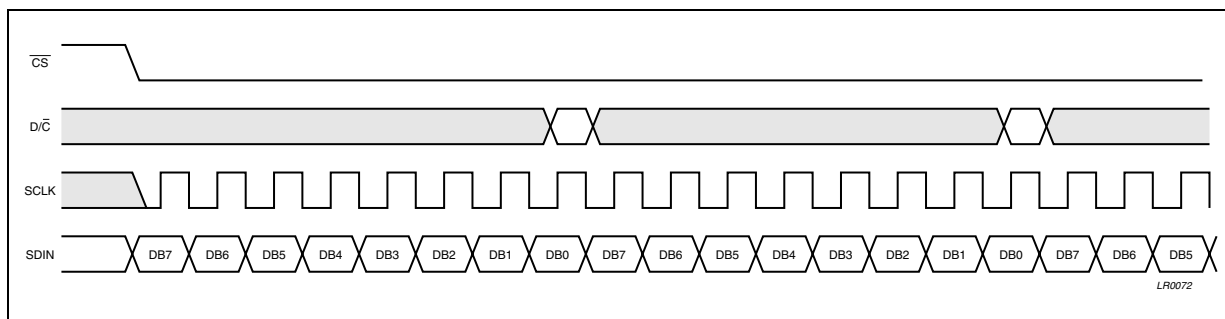 C̅S̅
D/C̅
SCLK
SDIN DB7 DB6 DB5 DB4 DB3 DB2 DB1 DB0 DB7 DB6 DB5 DB4 DB3 DB2 DB1 DB0 DB7 DB6 DB5
LR0072